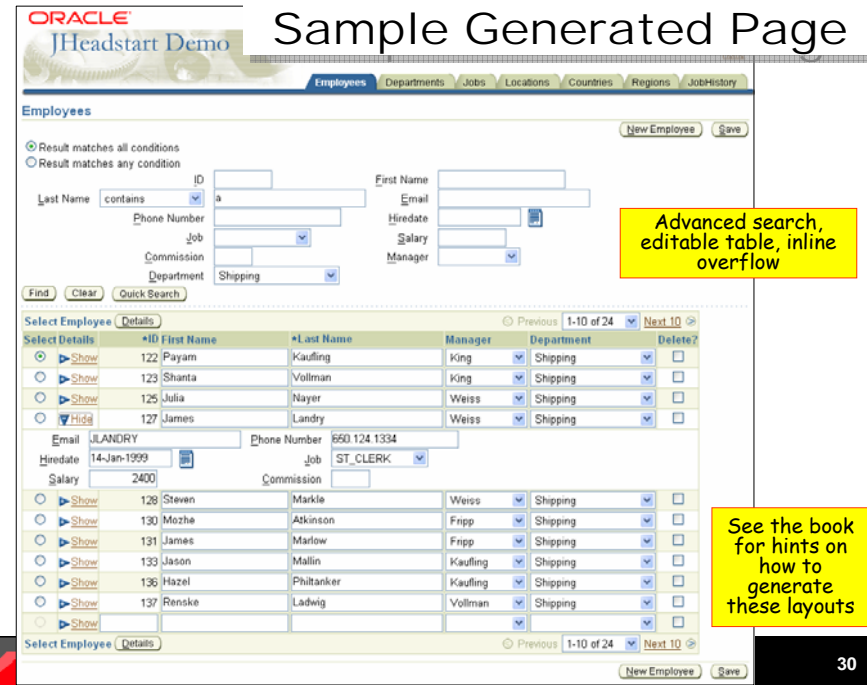 Sample Generated Page
ORACLE
JHeadstart Demo
Employees Departments Jobs Locations Countries Regions JobHistory
Employees
New Employee Save
Result matches all conditions
Result matches any condition
ID First Name
Last Name contains a Email
Phone Number Hiredate
Job Salary
Commission Manager
Department Shipping
Find Clear Quick Search
Advanced search, editable table, inline overflow
Select Employee Details Previous 1-10 of 24 Next 10
Select Details *ID First Name *Last Name Manager Department Delete?
Show 122 Payam Kaufling King Shipping
Show 123 Shanta Vollman King Shipping
Show 125 Julia Nayer Weiss Shipping
Hide 127 James Landry Weiss Shipping
Email JLANDRY Phone Number 650.124.1334
Hiredate 14-Jan-1999 Job ST_CLERK
Salary 2400 Commission
Show 128 Steven Markle Weiss Shipping
Show 130 Mozhe Atkinson Fripp Shipping
Show 131 James Marlow Fripp Shipping
Show 133 Jason Mallin Kaufling Shipping
Show 136 Hazel Philtanker Kaufling Shipping
Show 137 Renske Ladwig Vollman Shipping
Show
Select Employee Details Previous 1-10 of 24 Next 10
New Employee Save
See the book
for hints on
how to
generate
these layouts
30